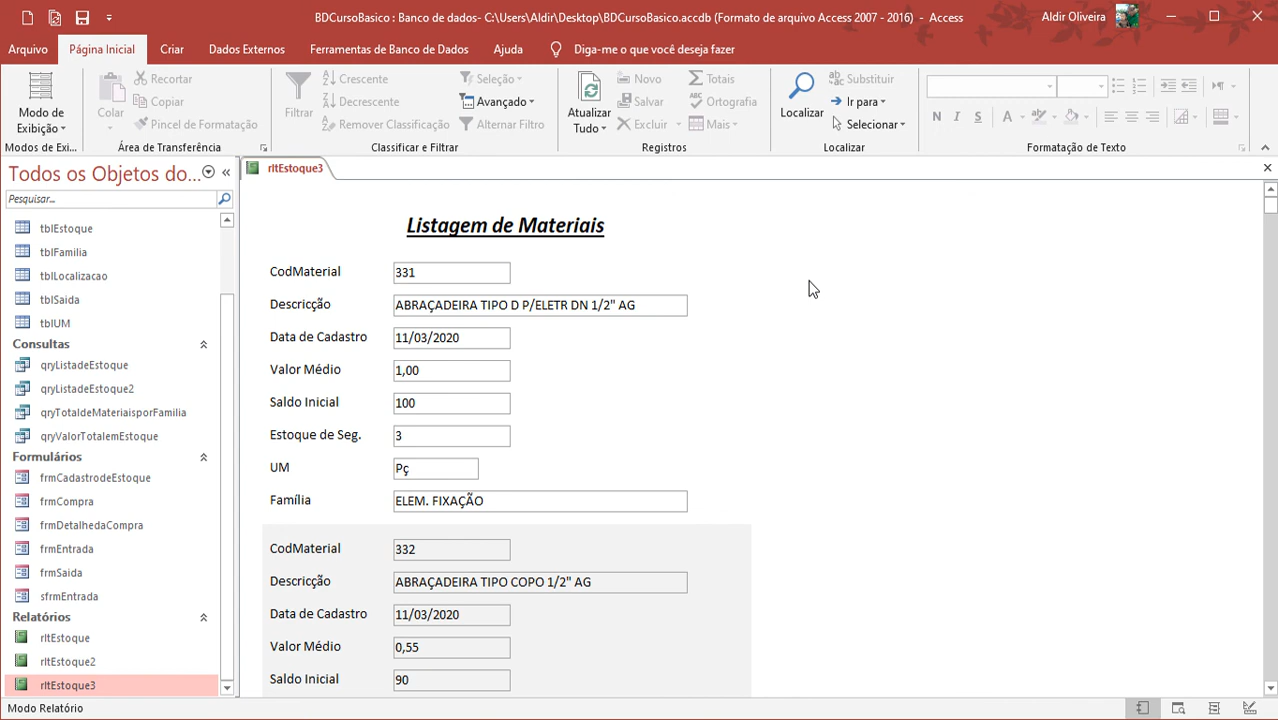 BDCursoBasico : Banco de dados- C:\Users\Aldir\Desktop\BDCursoBasico.accdb (Formato de arquivo Access 2007 - 2016) - Access
Aldir Oliveira
Arquivo Página Inicial Criar Dados Externos Ferramentas de Banco de Dados Ajuda Diga-me o que você deseja fazer
Modo de Exibição
Modos de Exi...
Colar
Recortar
Copiar
Pincel de Formatação
Área de Transferência
Filtrar
Crescente
Decrescente
Remover Classif
Seleção
Avançado
Alternar Filtro
Classificar e Filtrar
Atualizar Tudo
Novo
Salvar
Excluir
Totais
Ortografia
Mais
Registros
Localizar
Substituir
Ir para
Selecionar
Localizar
N I S A
Formatação de Texto
Todos os Objetos do...
Pesquisar...
tblEstoque
tblFamilia
tblLocalizacao
tblSaida
tblUM
Consultas
qryListadeEstoque
qryListadeEstoque2
qryTotaldeMateriaisporFamilia
qryValorTotalemEstoque
Formulários
frmCadastrodeEstoque
frmCompra
frmDetalhedaCompra
frmEntrada
frmSaida
sfrmEntrada
Relatórios
rltEstoque
rltEstoque2
rltEstoque3
rltEstoque3
Listagem de Materiais
CodMaterial 331
Descricção ABRAÇADEIRA TIPO D P/ELETR DN 1/2" AG
Data de Cadastro 11/03/2020
Valor Médio 1,00
Saldo Inicial 100
Estoque de Seg. 3
UM Pç
Família ELEM. FIXAÇÃO
CodMaterial 332
Descricção ABRAÇADEIRA TIPO COPO 1/2" AG
Data de Cadastro 11/03/2020
Valor Médio 0,55
Saldo Inicial 90
Modo Relatório